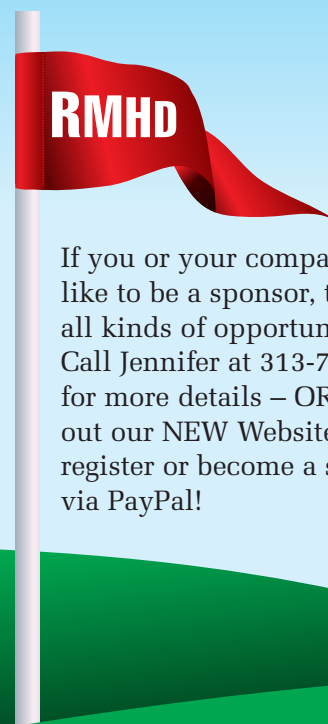 RMHD
If you or your compa
like to be a sponsor, t
all kinds of opportun
Call Jennifer at 313-7
for more details – OR
out our NEW Website
register or become a s
via PayPal!